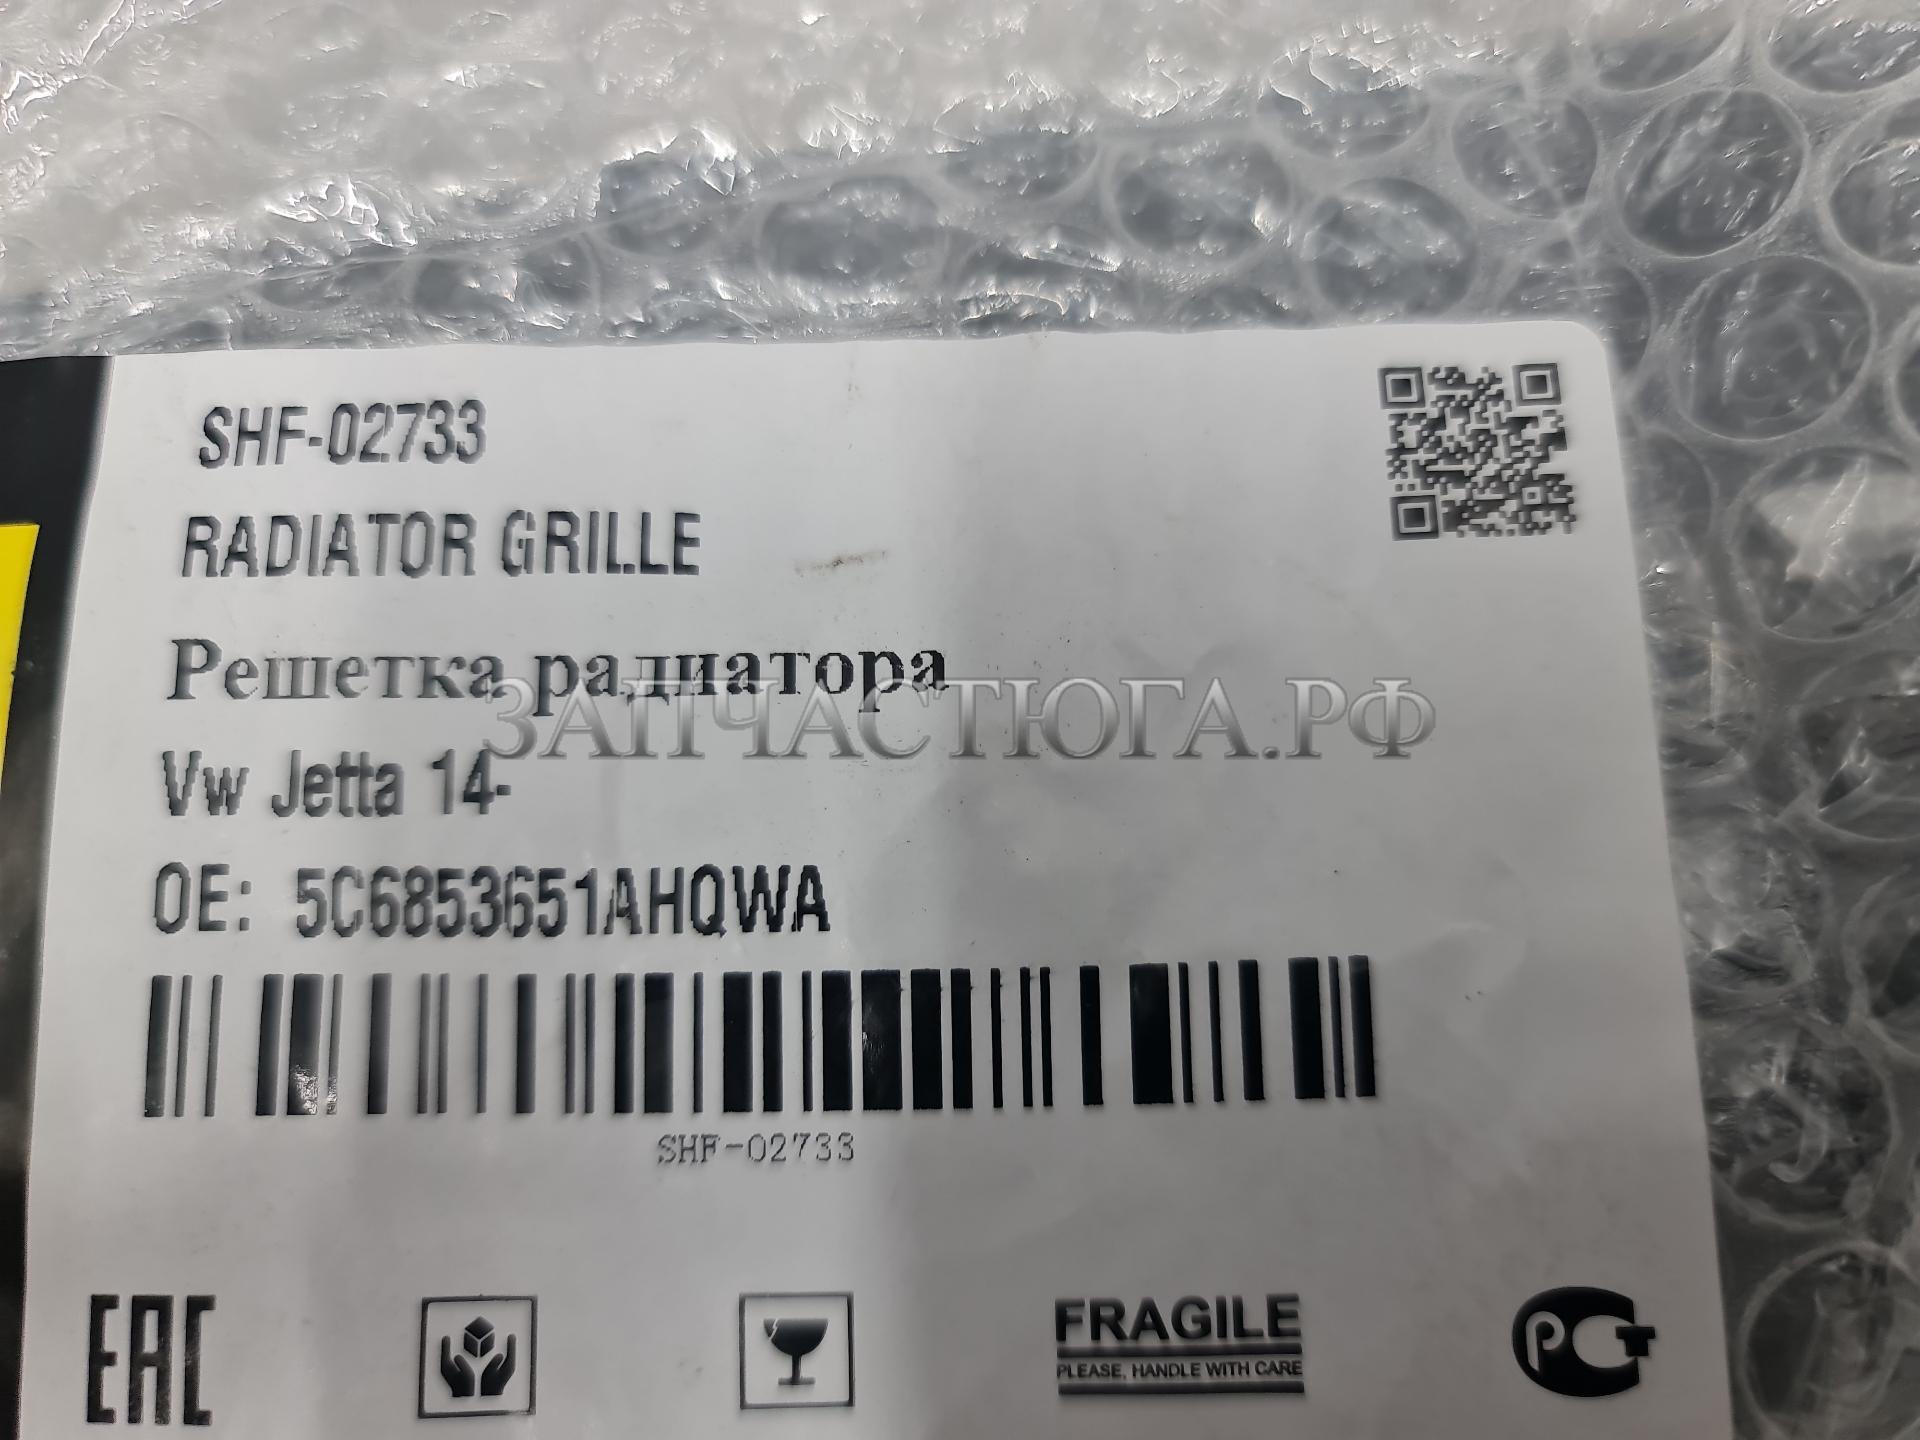 SHF-02733
RADIATOR GRILLE
Решетка радиатора
ЗАПЧАСТЮГА.РФ
Vw Jetta 14-
OE: 5C6853651AHQWA
SHF-02733
EAC
FRAGILE
PLEASE, HANDLE WITH CARE
РСТ